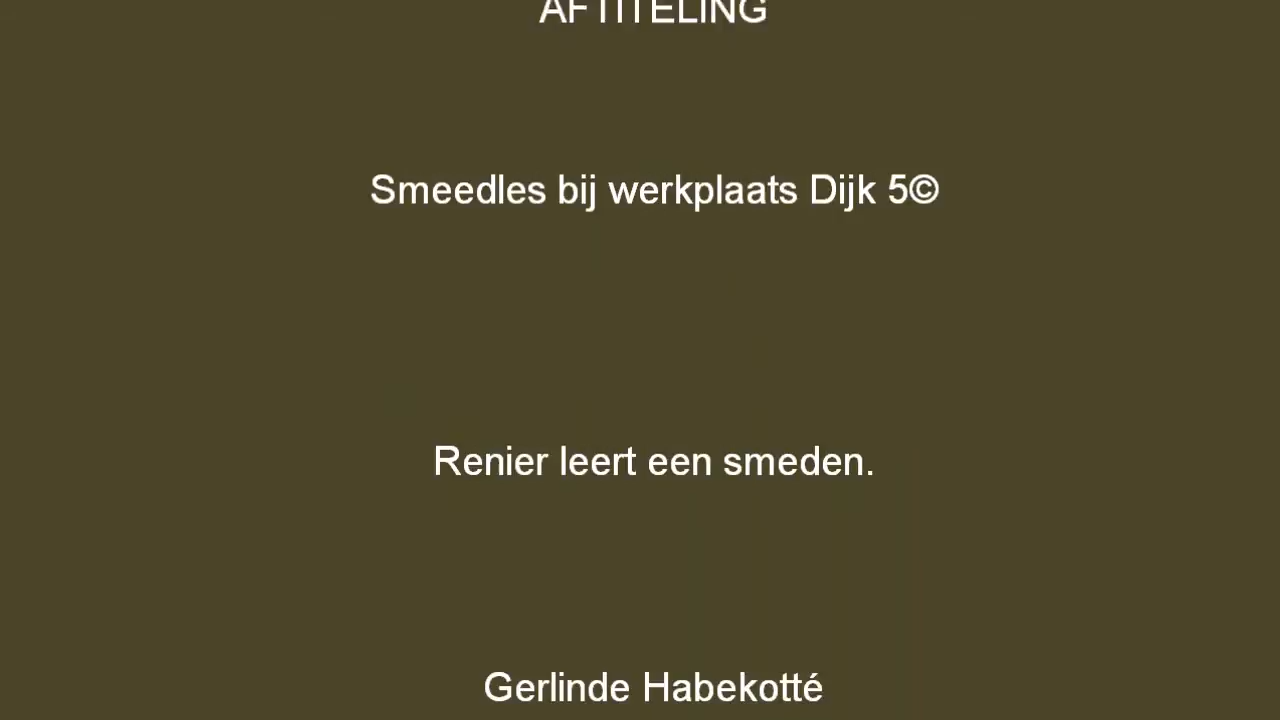 AFTITELING
Smeedles bij werkplaats Dijk 5©
Renier leert een smeden.
Gerlinde Habekotté